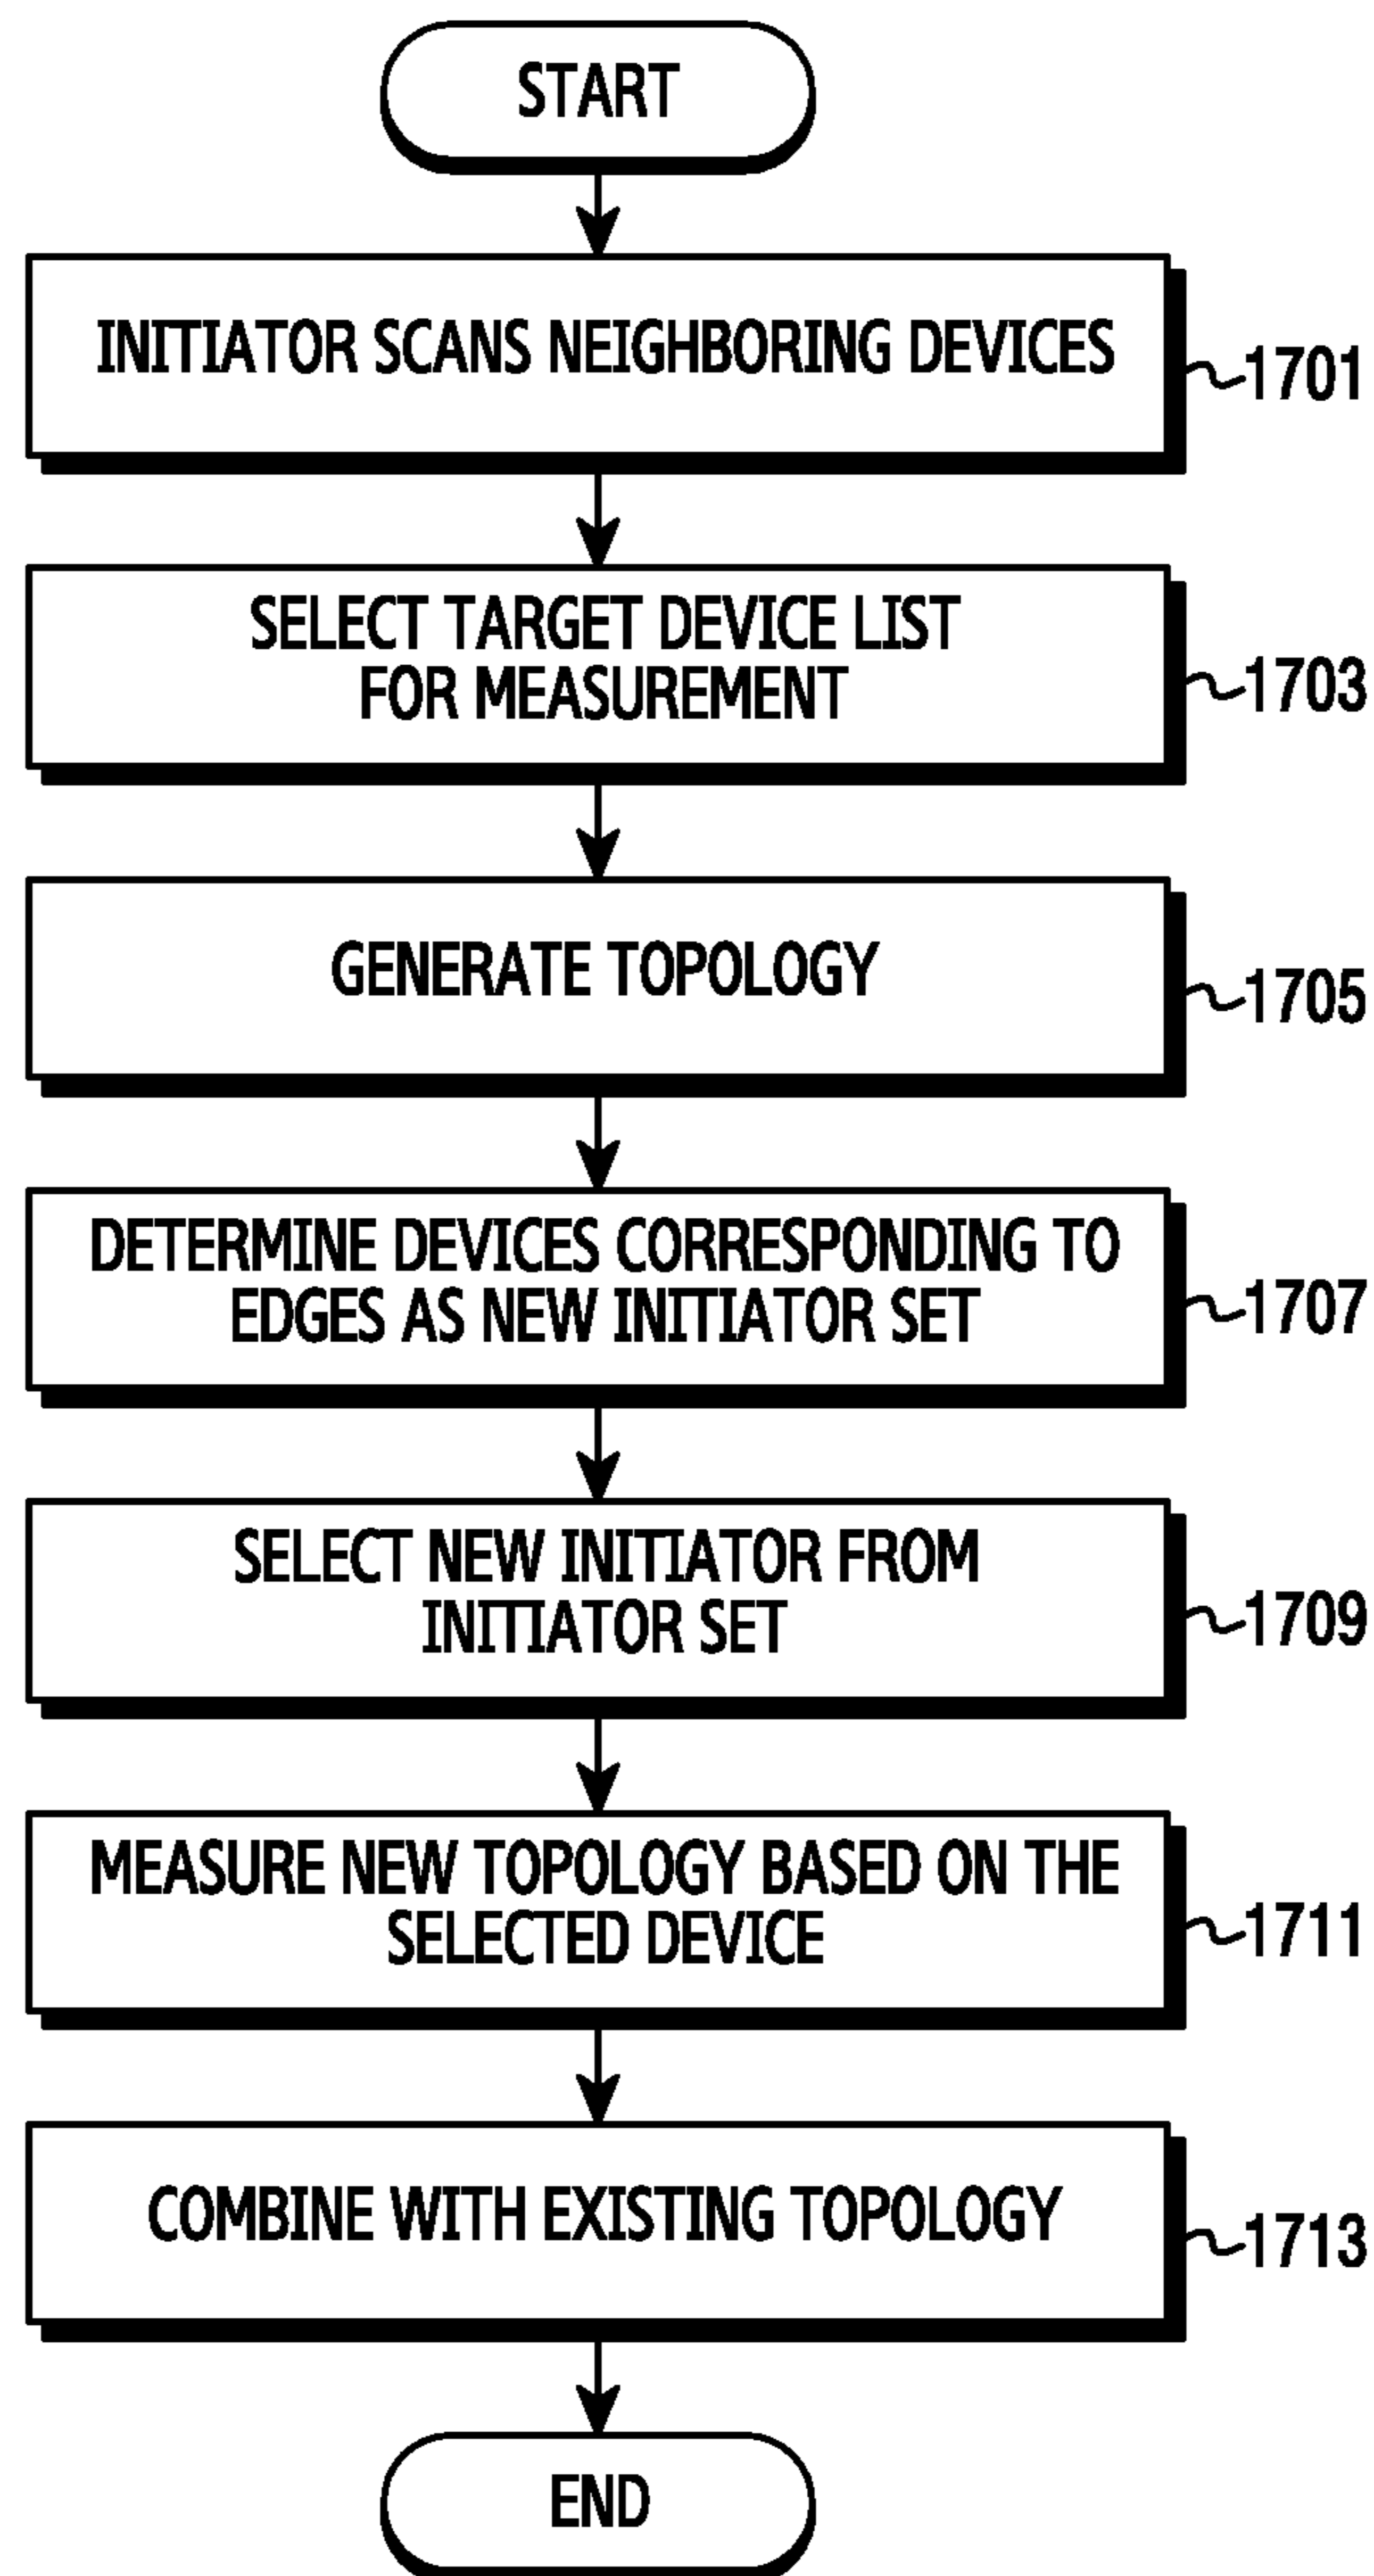 START
INITIATOR SCANS NEIGHBORING DEVICES
1701
SELECT TARGET DEVICE LIST
FOR MEASUREMENT
1703
GENERATE TOPOLOGY
1705
DETERMINE DEVICES CORRESPONDING TO
EDGES AS NEW INITIATOR SET
1707
SELECT NEW INITIATOR FROM
INITIATOR SET
1709
MEASURE NEW TOPOLOGY BASED ON THE
SELECTED DEVICE
1711
COMBINE WITH EXISTING TOPOLOGY
1713
END